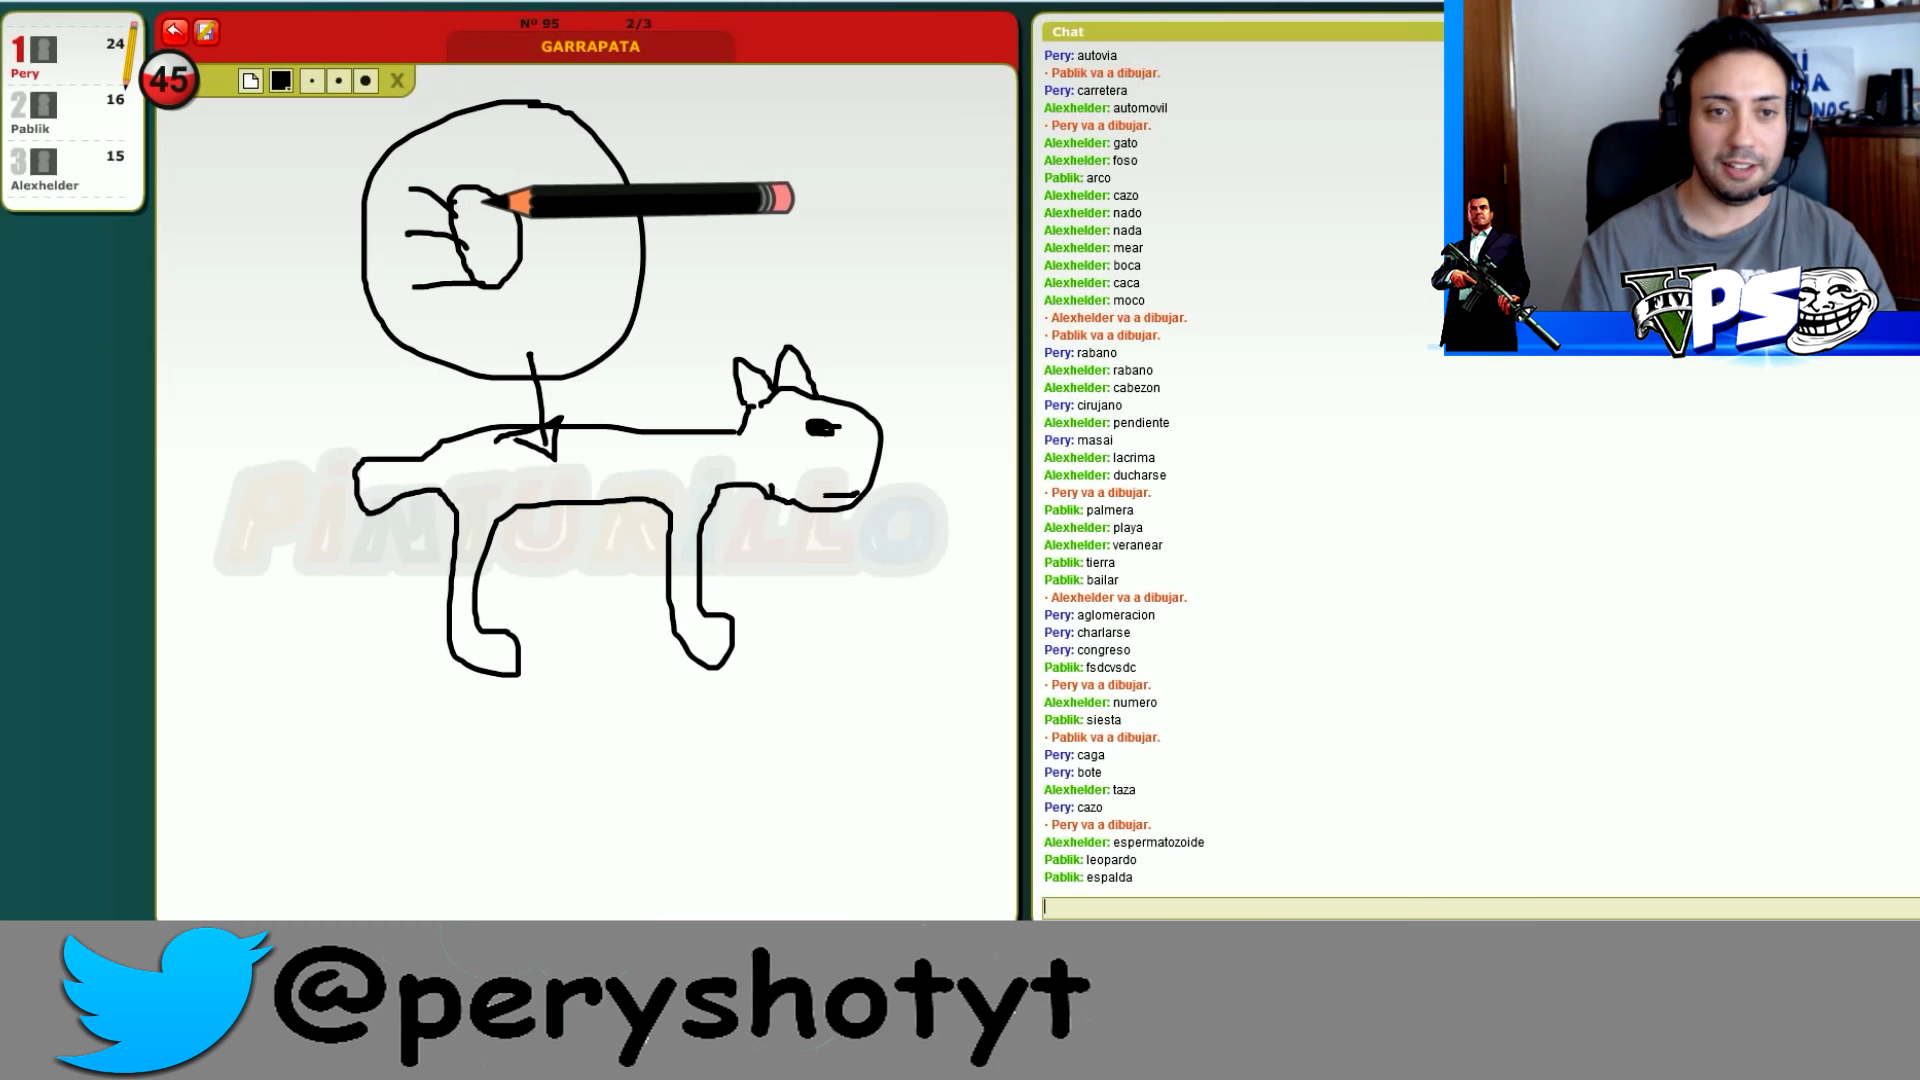 Nº 95 2/3
GARRAPATA
1 24
Pery
2 16
Pablik
3 15
Alexhelder
45
X
PiNTURiLLO
Chat
Pery: autovia
· Pablik va a dibujar.
Pery: carretera
Alexhelder: automovil
· Pery va a dibujar.
Alexhelder: gato
Alexhelder: foso
Pablik: arco
Alexhelder: cazo
Alexhelder: nado
Alexhelder: nada
Alexhelder: mear
Alexhelder: boca
Alexhelder: caca
Alexhelder: moco
· Alexhelder va a dibujar.
· Pablik va a dibujar.
Pery: rabano
Alexhelder: rabano
Alexhelder: cabezon
Pery: cirujano
Alexhelder: pendiente
Pery: masai
Alexhelder: lacrima
Alexhelder: ducharse
· Pery va a dibujar.
Pablik: palmera
Alexhelder: playa
Alexhelder: veranear
Pablik: tierra
Pablik: bailar
· Alexhelder va a dibujar.
Pery: aglomeracion
Pery: charlarse
Pery: congreso
Pablik: fsdcvsdc
· Pery va a dibujar.
Alexhelder: numero
Pablik: siesta
· Pablik va a dibujar.
Pery: caga
Pery: bote
Alexhelder: taza
Pery: cazo
· Pery va a dibujar.
Alexhelder: espermatozoide
Pablik: leopardo
Pablik: espalda
V FIVE PS
@peryshotyt